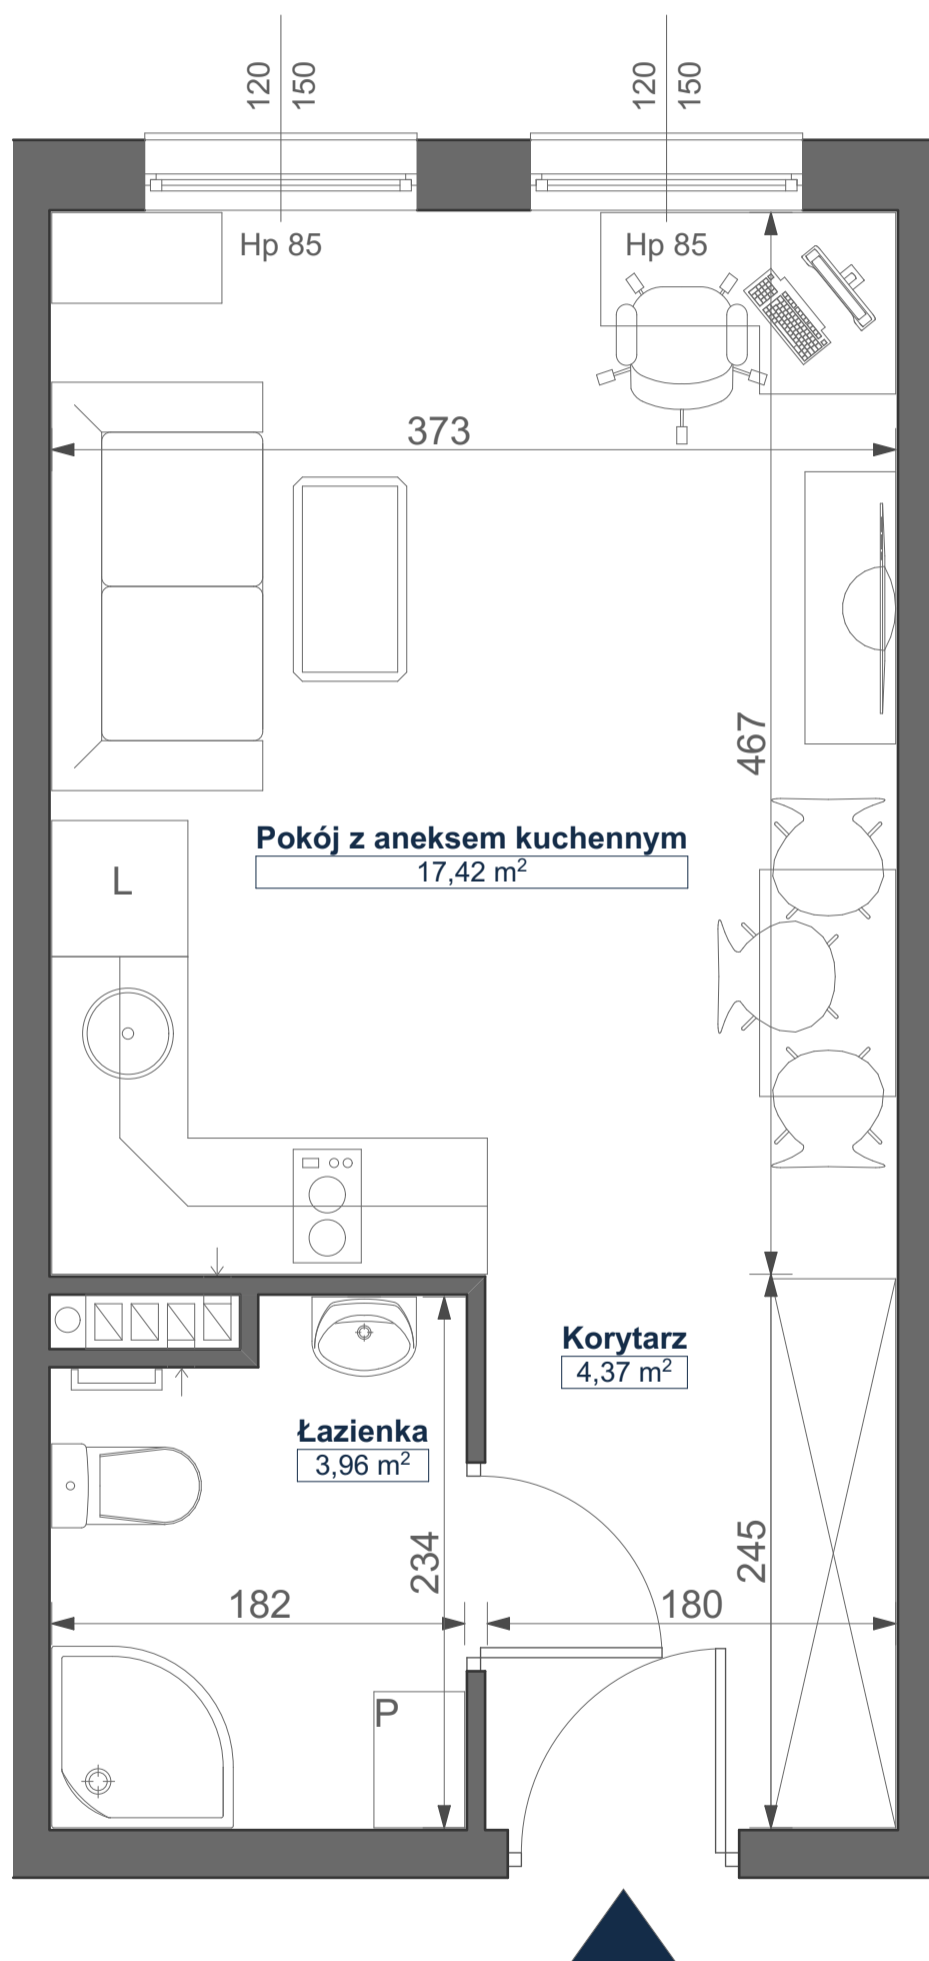 120
150
120
150
Hp 85
Hp 85
373
467
Pokój z aneksem kuchennym
17,42 m²
L
Korytarz
4,37 m²
Łazienka
3,96 m²
234
245
182
180
P